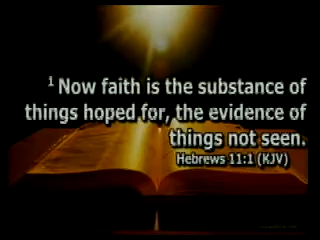 1 Now faith is the substance of
things hoped for, the evidence of
things not seen.
Hebrews 11:1 (KJV)